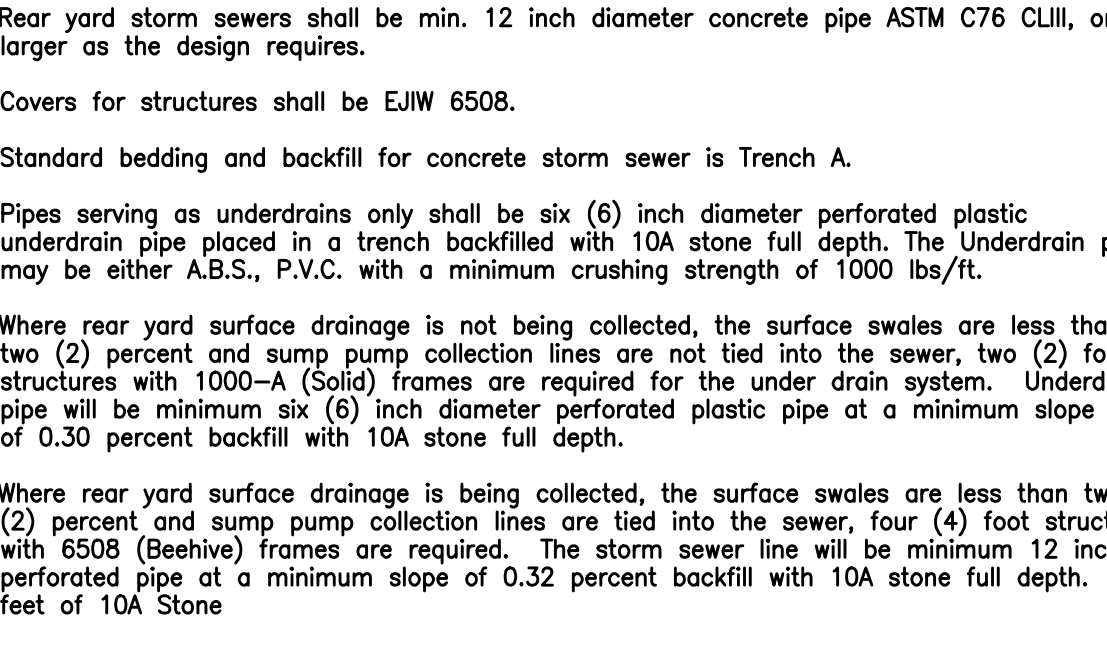 Rear yard storm sewers shall be min. 12 inch diameter concrete pipe ASTM C76 CLIII, or
larger as the design requires.
Covers for structures shall be EJIW 6508.
Standard bedding and backfill for concrete storm sewer is Trench A.
Pipes serving as underdrains only shall be six (6) inch diameter perforated plastic
underdrain pipe placed in a trench backfilled with 10A stone full depth. The Underdrain
may be either A.B.S., P.V.C. with a minimum crushing strength of 1000 lbs/ft.
Where rear yard surface drainage is not being collected, the surface swales are less tha
two (2) percent and sump pump collection lines are not tied into the sewer, two (2) fo
structures with 1000–A (Solid) frames are required for the under drain system. Underd
pipe will be minimum six (6) inch diameter perforated plastic pipe at a minimum slope
of 0.30 percent backfill with 10A stone full depth.
Where rear yard surface drainage is being collected, the surface swales are less than tw
(2) percent and sump pump collection lines are tied into the sewer, four (4) foot struct
with 6508 (Beehive) frames are required. The storm sewer line will be minimum 12 inc
perforated pipe at a minimum slope of 0.32 percent backfill with 10A stone full depth.
feet of 10A Stone